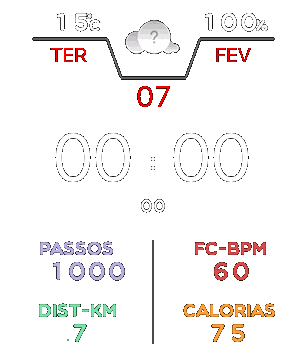 15°C ? 100%
TER FEV
07
00:00
00
PASSOS FC-BPM
1000 60
DIST-KM CALORIAS
.7 75